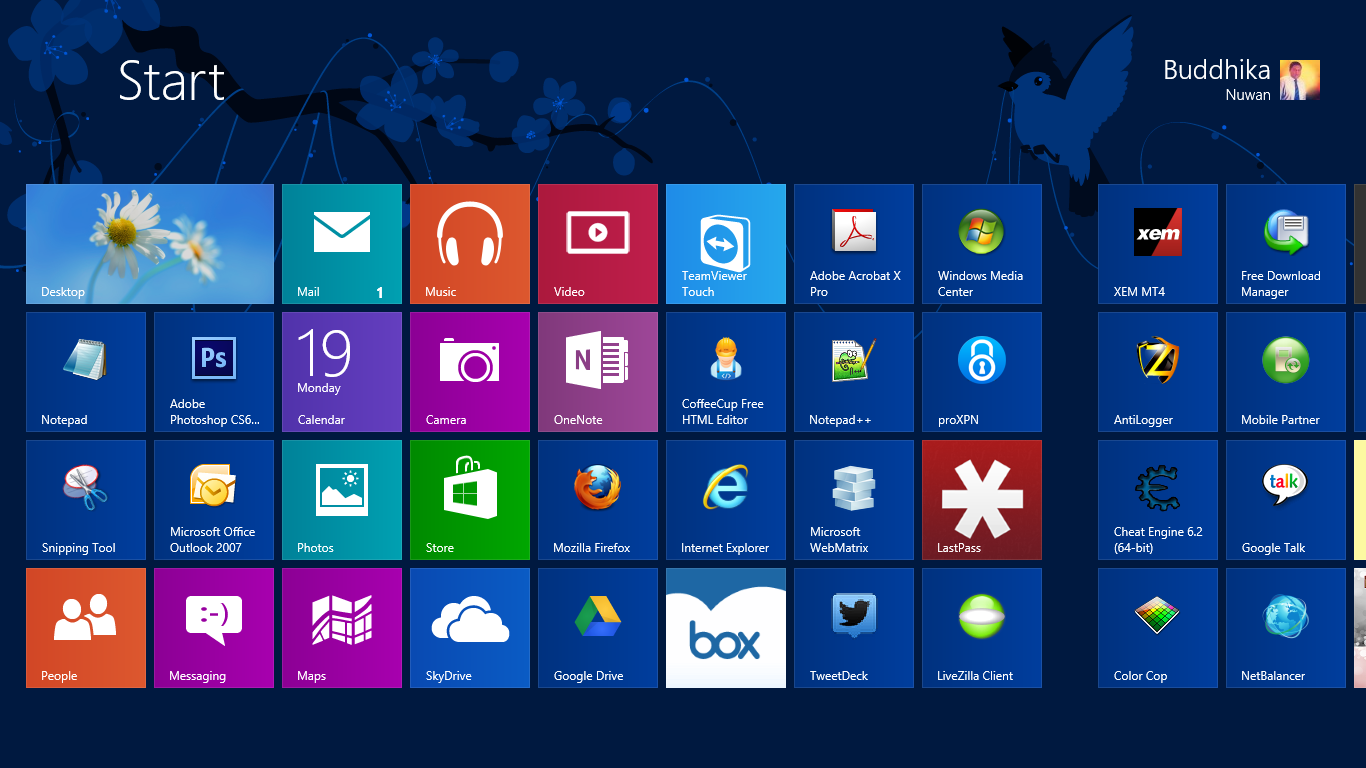 Start
Buddhika
Nuwan
Desktop
Mail
1
Music
Video
TeamViewer
Touch
Adobe Acrobat X
Pro
Windows Media
Center
xem
XEM MT4
Free Download
Manager
Notepad
Ps
Adobe
Photoshop CS6...
19
Monday
Calendar
Camera
N
OneNote
CoffeeCup Free
HTML Editor
Notepad++
proXPN
AntiLogger
Mobile Partner
Snipping Tool
Microsoft Office
Outlook 2007
Photos
Store
Mozilla Firefox
Internet Explorer
Microsoft
WebMatrix
LastPass
Cheat Engine 6.2
(64-bit)
talk
Google Talk
People
:-)
Messaging
Maps
SkyDrive
Google Drive
box
TweetDeck
LiveZilla Client
Color Cop
NetBalancer